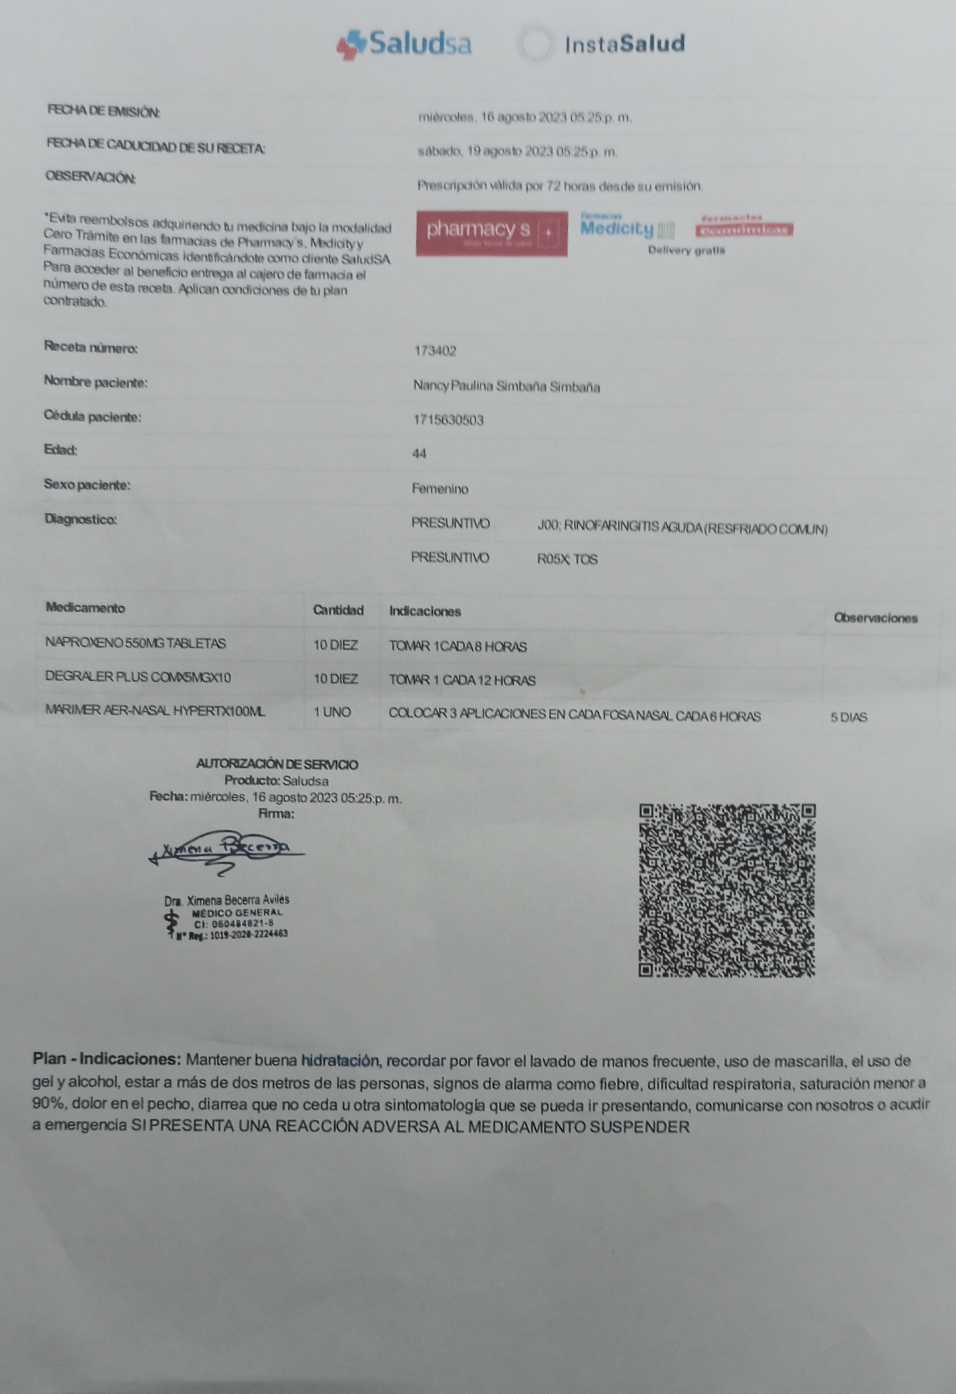 Saludsa InstaSalud
FECHA DE EMISIÓN: miércoles, 16 agosto 2023 05:25:p. m.
FECHA DE CADUCIDAD DE SU RECETA: sábado, 19 agosto 2023 05:25:p. m.
OBSERVACIÓN: Prescripción válida por 72 horas desde su emisión.
*Evita reembolsos adquiriendo tu medicina bajo la modalidad
Cero Trámite en las farmacias de Pharmacy's, Medicity y
Farmacias Económicas identificándote como cliente SaludSA
Para acceder al beneficio entrega al cajero de farmacia el
número de esta receta. Aplican condiciones de tu plan
contratado.
pharmacy's
Farmacias
Medicity
farmacias
económicas
Delivery gratis
Receta número: 173402
Nombre paciente: Nancy Paulina Simbaña Simbaña
Cédula paciente: 1715630503
Edad: 44
Sexo paciente: Femenino
Diagnostico: PRESUNTIVO J00; RINOFARINGITIS AGUDA (RESFRIADO COMUN)
PRESUNTIVO R05X; TOS
Medicamento Cantidad Indicaciones Observaciones
NAPROXENO 550MG TABLETAS 10 DIEZ TOMAR 1 CADA 8 HORAS
DEGRALER PLUS COMX5MGX10 10 DIEZ TOMAR 1 CADA 12 HORAS
MARIMER AER-NASAL HYPERTX100ML 1 UNO COLOCAR 3 APLICACIONES EN CADA FOSA NASAL CADA 6 HORAS 5 DIAS
AUTORIZACIÓN DE SERVICIO
Producto: Saludsa
Fecha: miércoles, 16 agosto 2023 05:25:p. m.
Firma:
Ximena Becerra
Dra. Ximena Becerra Avilés
MÉDICO GENERAL
CI: 060484821-5
Nº Reg.: 1019-2020-2224463
Plan - Indicaciones: Mantener buena hidratación, recordar por favor el lavado de manos frecuente, uso de mascarilla, el uso de
gel y alcohol, estar a más de dos metros de las personas, signos de alarma como fiebre, dificultad respiratoria, saturación menor a
90%, dolor en el pecho, diarrea que no ceda u otra sintomatología que se pueda ir presentando, comunicarse con nosotros o acudir
a emergencia SI PRESENTA UNA REACCIÓN ADVERSA AL MEDICAMENTO SUSPENDER